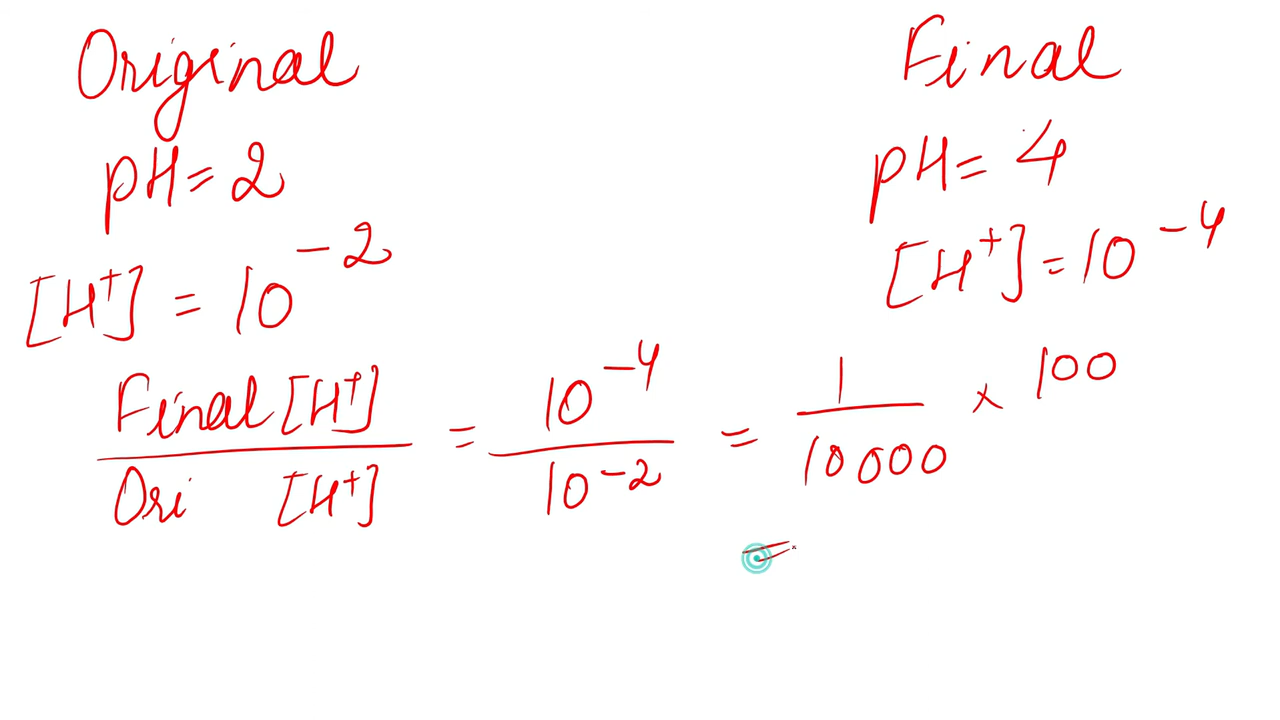 Original Final
pH = 2 pH = 4
[H⁺] = 10⁻² [H⁺] = 10⁻⁴
Final [H⁺] / Ori [H⁺] = 10⁻⁴ / 10⁻² = 1 / 10000 × 100
=